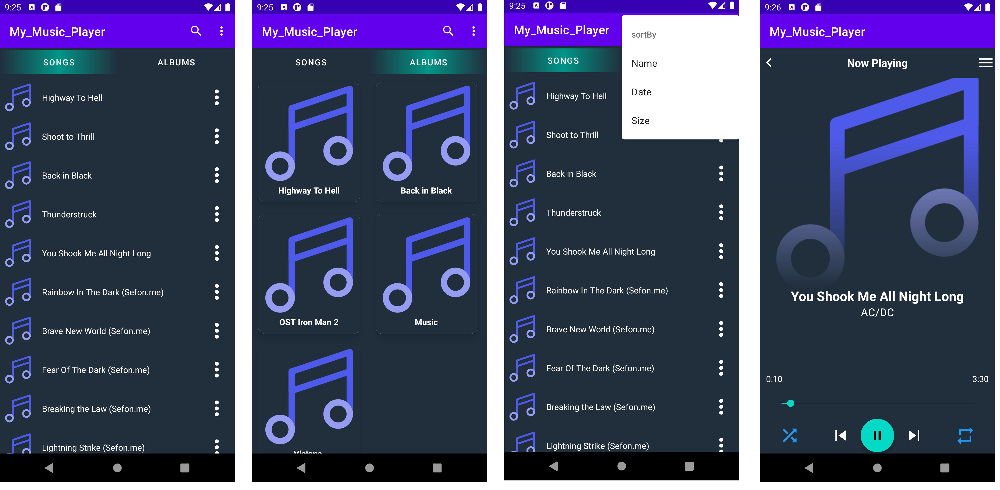 9:25
My_Music_Player
SONGS ALBUMS
Highway To Hell
Shoot to Thrill
Back in Black
Thunderstruck
You Shook Me All Night Long
Rainbow In The Dark (Sefon.me)
Brave New World (Sefon.me)
Fear Of The Dark (Sefon.me)
Breaking the Law (Sefon.me)
Lightning Strike (Sefon.me)
9:25
My_Music_Player
SONGS ALBUMS
Highway To Hell Back in Black
OST Iron Man 2 Music
Visions
9:25
My_Music_Player
sortBy
Name
Date
Size
SONGS
Highway To Hell
Shoot to Thrill
Back in Black
Thunderstruck
You Shook Me All Night Long
Rainbow In The Dark (Sefon.me)
Brave New World (Sefon.me)
Fear Of The Dark (Sefon.me)
Breaking the Law (Sefon.me)
Lightning Strike (Sefon.me)
9:26
My_Music_Player
Now Playing
You Shook Me All Night Long
AC/DC
0:10 3:30